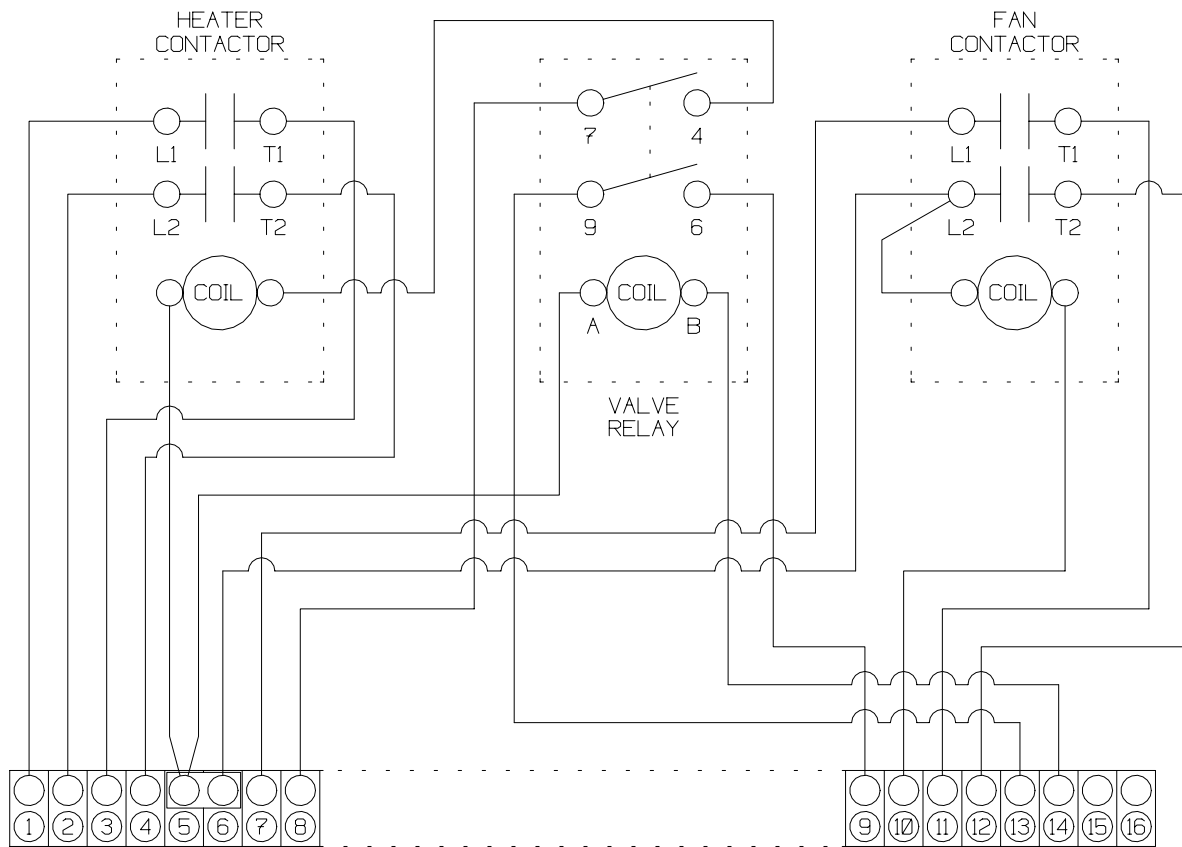 HEATER
CONTACTOR
FAN
CONTACTOR
L1 T1
7 4
L1 T1
L2 T2
9 6
L2 T2
COIL
COIL
COIL
A B
VALVE
RELAY
1 2 3 4 5 6 7 8 9 10 11 12 13 14 15 16